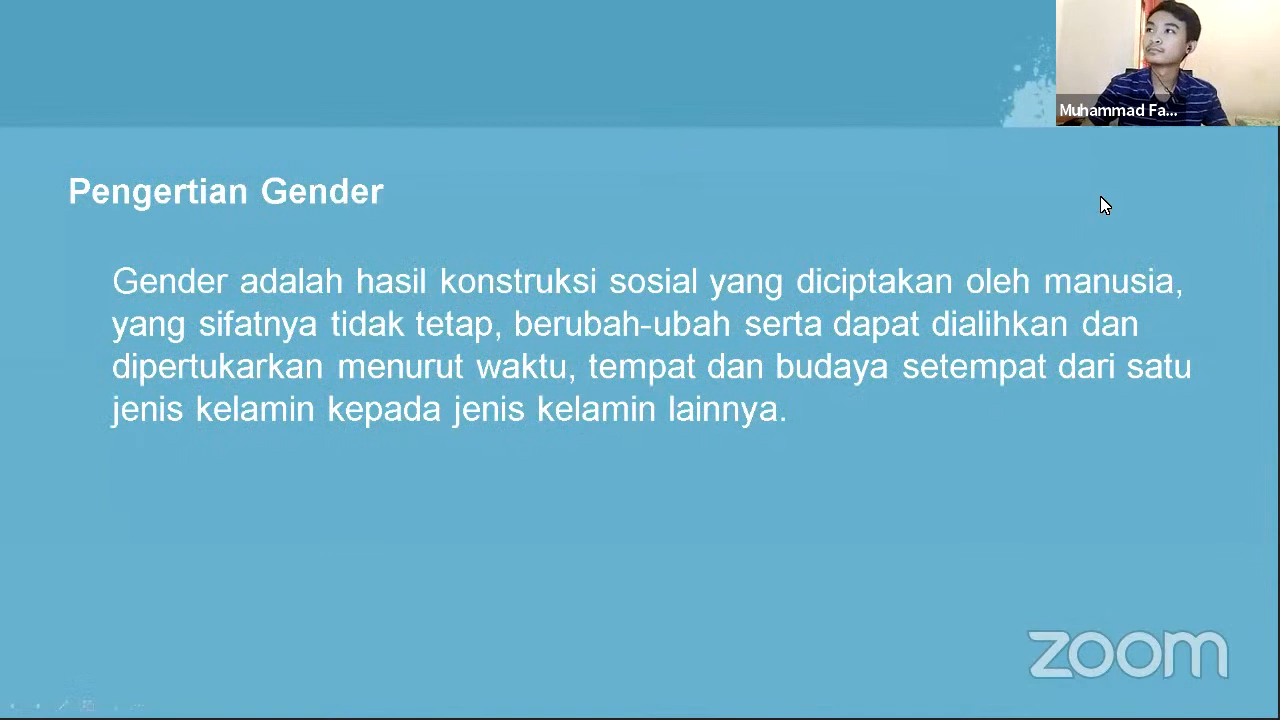 Muhammad Fa...
Pengertian Gender
Gender adalah hasil konstruksi sosial yang diciptakan oleh manusia,
yang sifatnya tidak tetap, berubah-ubah serta dapat dialihkan dan
dipertukarkan menurut waktu, tempat dan budaya setempat dari satu
jenis kelamin kepada jenis kelamin lainnya.
zoom